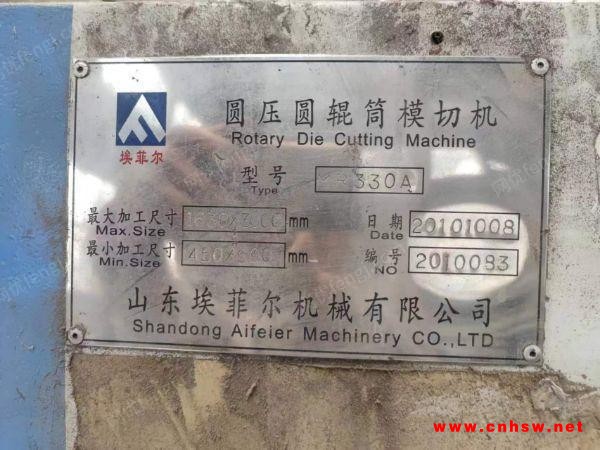 埃菲尔
圆压圆辊筒模切机
Rotary Die Cutting Machine
型号
Type
330A
最大加工尺寸 mm
Max.Size
日期 20101008
Date
最小加工尺寸 mm
Min.Size
编号 2010083
NO
山东埃菲尔机械有限公司
Shandong Aifeier Machinery CO.,LTD
www.cnhsw.net